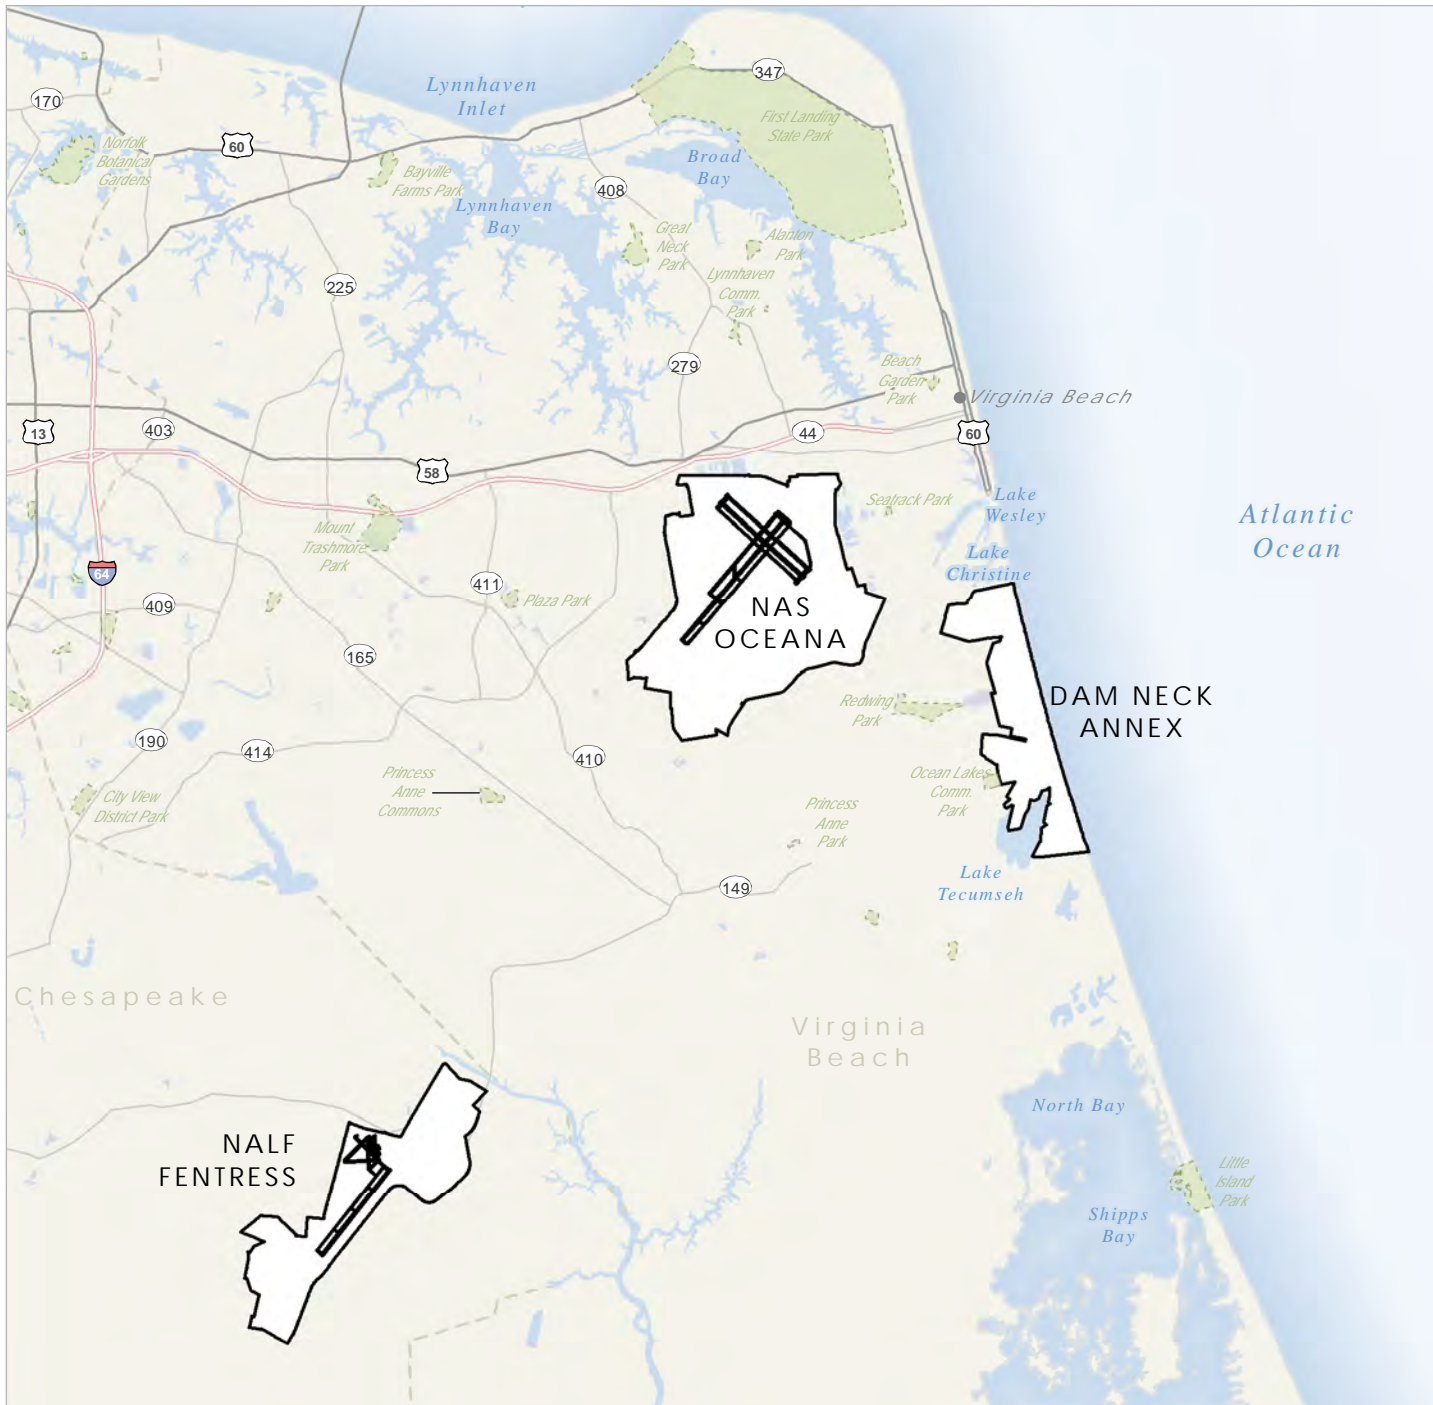 Lynnhaven
Inlet
347
170
First Landing
State Park
60
Norfolk
Botanical
Gardens
Bayville
Farms Park
Broad
Bay
408
Lynnhaven
Bay
Great
Neck
Park
Alanton
Park
Lynnhaven
Comm.
Park
225
279
Beach
Garden
Park
Virginia Beach
13
403
44
60
58
Seatrack Park
Lake
Wesley
Atlantic
Ocean
Mount
Trashmore
Park
Lake
Christine
64
411
409
Plaza Park
NAS
OCEANA
165
DAM NECK
ANNEX
Redwing
Park
190
414
410
Princess
Anne
Commons
Ocean Lakes
Comm.
Park
City View
District Park
Princess
Anne
Park
149
Lake
Tecumseh
Chesapeake
Virginia
Beach
North Bay
NALF
FENTRESS
Little
Island
Park
Shipps
Bay